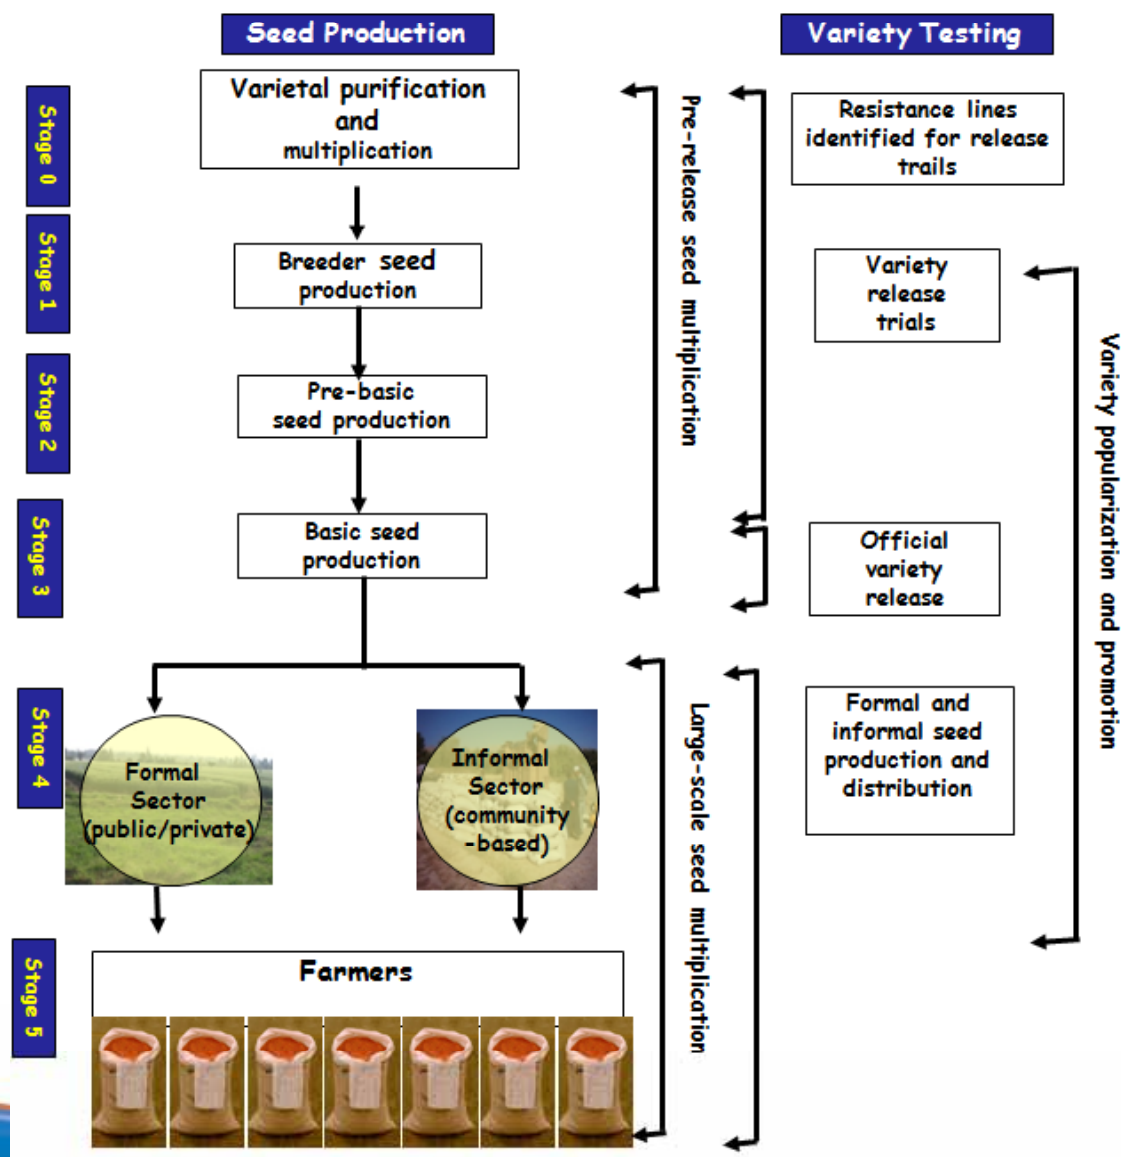 Seed Production
Variety Testing
Stage 0
Varietal purification
and
multiplication
Pre-release seed multiplication
Resistance lines
identified for release
trails
Stage 1
Breeder seed
production
Variety
release
trials
Variety popularization and promotion
Stage 2
Pre-basic
seed production
Stage 3
Basic seed
production
Official
variety
release
Stage 4
Formal
Sector
(public/private)
Informal
Sector
(community
-based)
Large-scale seed multiplication
Formal and
informal seed
production and
distribution
Stage 5
Farmers